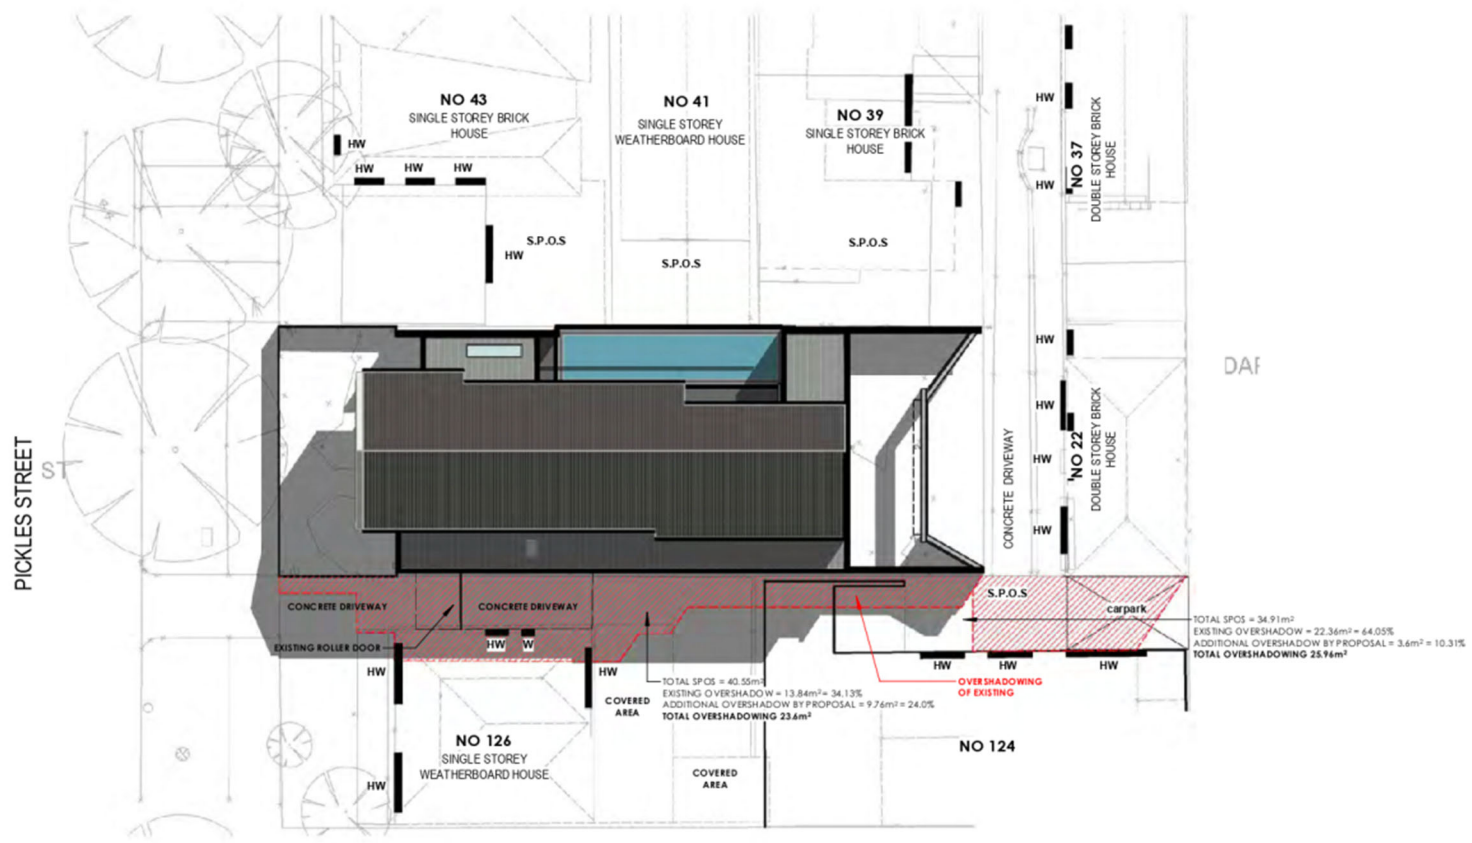 NO 43
SINGLE STOREY BRICK
HOUSE
NO 41
SINGLE STOREY
WEATHERBOARD HOUSE
NO 39
SINGLE STOREY BRICK
HOUSE
HW
NO 37
DOUBLE STOREY BRICK
HOUSE
HW
HW
HW
HW
HW
HW
S.P.O.S
S.P.O.S
S.P.O.S
HW
PICKLES STREET
ST
DAF
HW
HW
HW
HW
NO 22
DOUBLE STOREY BRICK
HOUSE
CONCRETE DRIVEWAY
CONCRETE DRIVEWAY
CONCRETE DRIVEWAY
S.P.O.S
carpark
EXISTING ROLLER DOOR
HW
W
HW
HW
HW
HW
HW
TOTAL SPOS = 34.91m²
EXISTING OVERSHADOW = 22.36m² = 64.05%
ADDITIONAL OVERSHADOW BY PROPOSAL = 3.6m² = 10.31%
TOTAL OVERSHADOWING 25.96m²
TOTAL SPOS = 40.55m²
EXISTING OVERSHADOW = 13.84m² = 34.13%
ADDITIONAL OVERSHADOW BY PROPOSAL = 9.76m² = 24.0%
TOTAL OVERSHADOWING 23.6m²
OVERSHADOWING
OF EXISTING
COVERED
AREA
NO 126
SINGLE STOREY
WEATHERBOARD HOUSE
NO 124
COVERED
AREA
HW